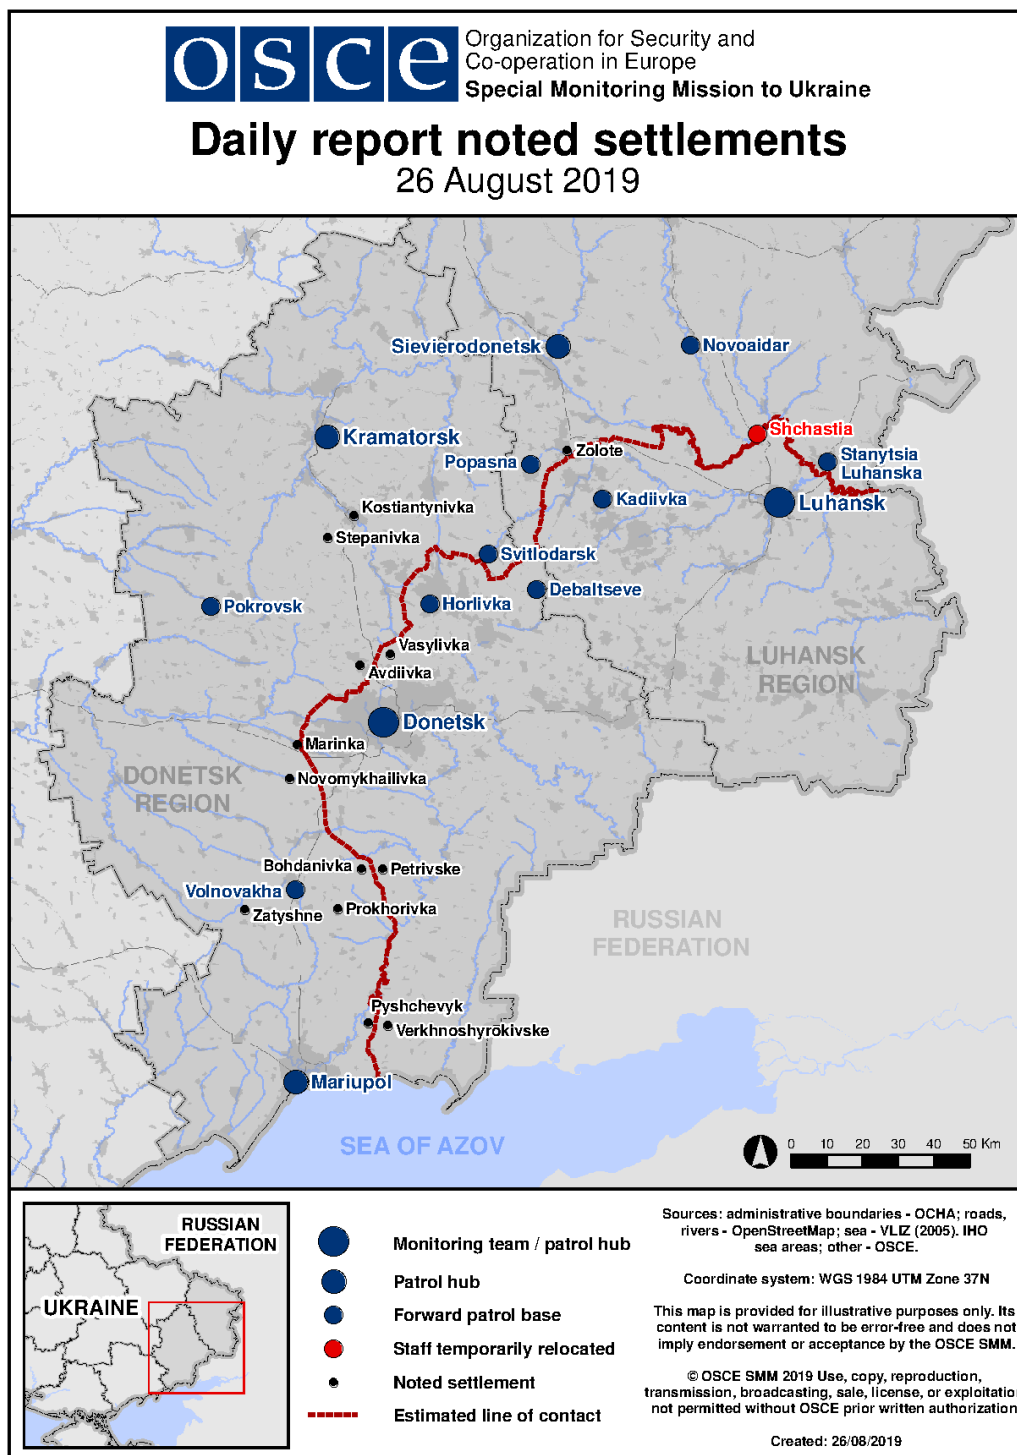 osce
Organization for Security and
Co-operation in Europe
Special Monitoring Mission to Ukraine
Daily report noted settlements
26 August 2019
Sievierodonetsk
Novoaidar
Shchastia
Kramatorsk
Zolote
Stanytsia
Luhanska
Popasna
Kadiivka
Luhansk
Kostiantynivka
Stepanivka
Svitlodarsk
Debaltseve
Pokrovsk
Horlivka
Vasylivka
Avdiivka
LUHANSK
REGION
Donetsk
Marinka
DONETSK
REGION
Novomykhailivka
Bohdanivka
Petrivske
Volnovakha
Zatyshne
Prokhorivka
RUSSIAN
FEDERATION
Pyshchevyk
Verkhnoshyrokivske
Mariupol
SEA OF AZOV
0 10 20 30 40 50 Km
RUSSIAN
FEDERATION
UKRAINE
Monitoring team / patrol hub
Patrol hub
Forward patrol base
Staff temporarily relocated
Noted settlement
Estimated line of contact
Sources: administrative boundaries - OCHA; roads,
rivers - OpenStreetMap; sea - VLIZ (2005). IHO
sea areas; other - OSCE.
Coordinate system: WGS 1984 UTM Zone 37N
This map is provided for illustrative purposes only. Its
content is not warranted to be error-free and does not
imply endorsement or acceptance by the OSCE SMM.
© OSCE SMM 2019 Use, copy, reproduction,
transmission, broadcasting, sale, license, or exploitation
not permitted without OSCE prior written authorization
Created: 26/08/2019